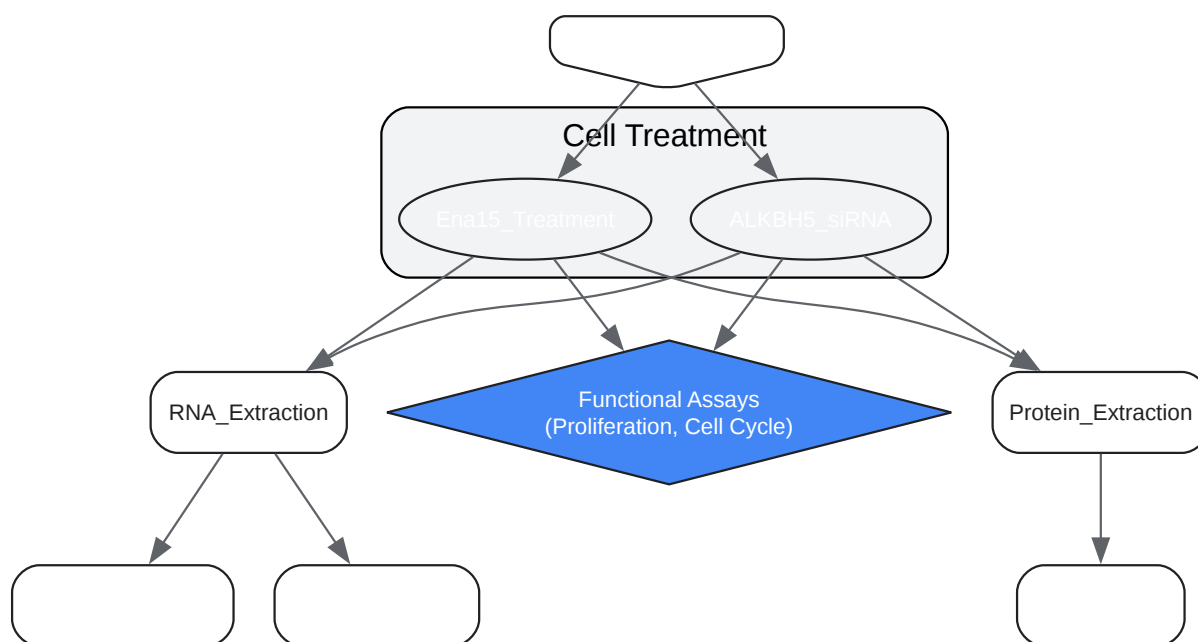 Cell Treatment
Ena15_Treatment
ALKBH5_siRNA
RNA_Extraction
Functional Assays
(Proliferation, Cell Cycle)
Protein_Extraction